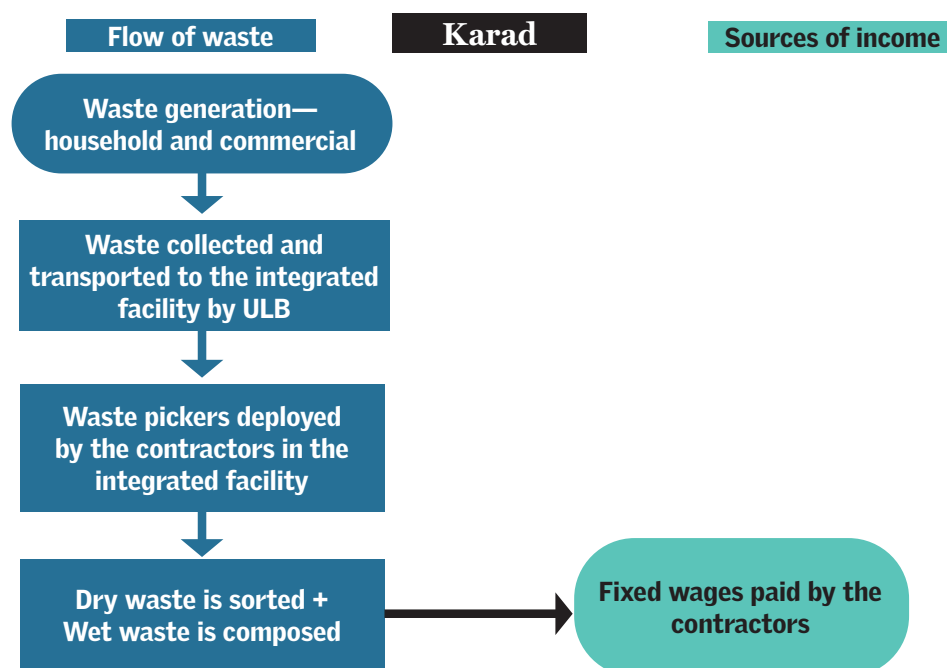 Flow of waste
Karad
Sources of income
Waste generation—
household and commercial
Waste collected and
transported to the integrated
facility by ULB
Waste pickers deployed
by the contractors in the
integrated facility
Dry waste is sorted +
Wet waste is composed
Fixed wages paid by the
contractors